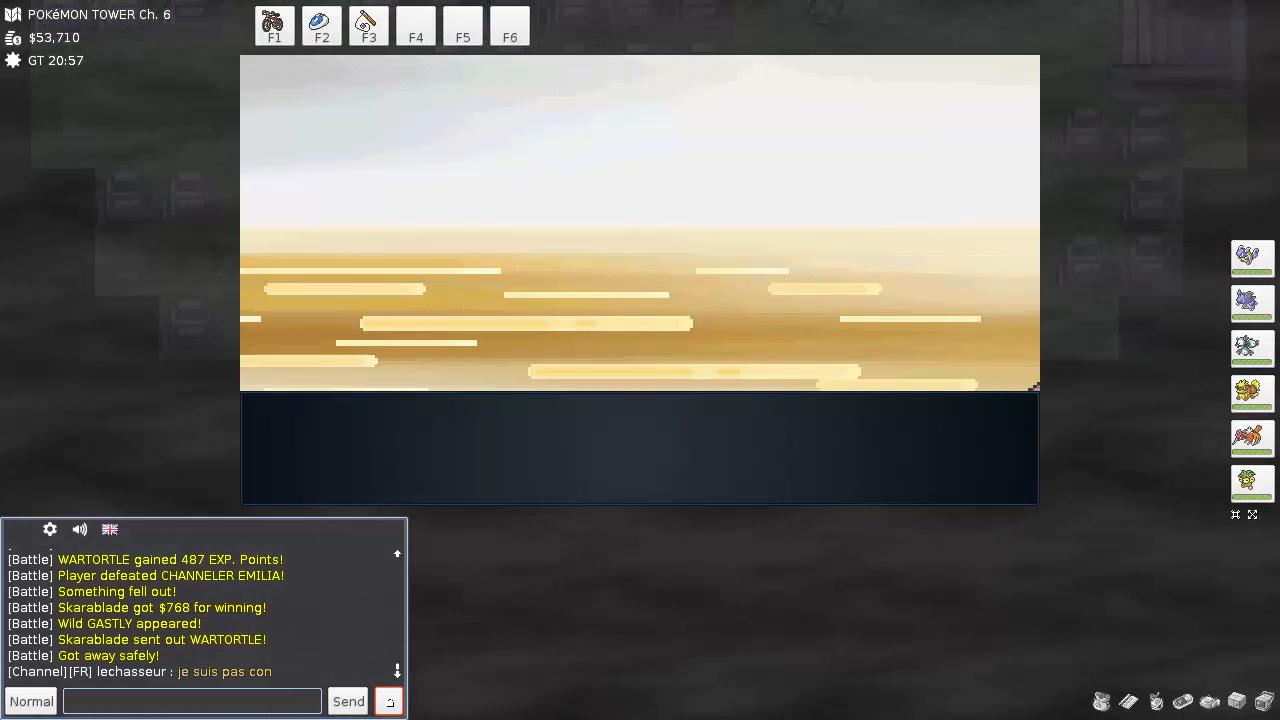 POKéMON TOWER Ch. 6
$53,710
GT 20:57
F1 F2 F3 F4 F5 F6
[Battle] WARTORTLE gained 487 EXP. Points!
[Battle] Player defeated CHANNELER EMILIA!
[Battle] Something fell out!
[Battle] Skarablade got $768 for winning!
[Battle] Wild GASTLY appeared!
[Battle] Skarablade sent out WARTORTLE!
[Battle] Got away safely!
[Channel][FR] lechasseur : je suis pas con
Normal Send